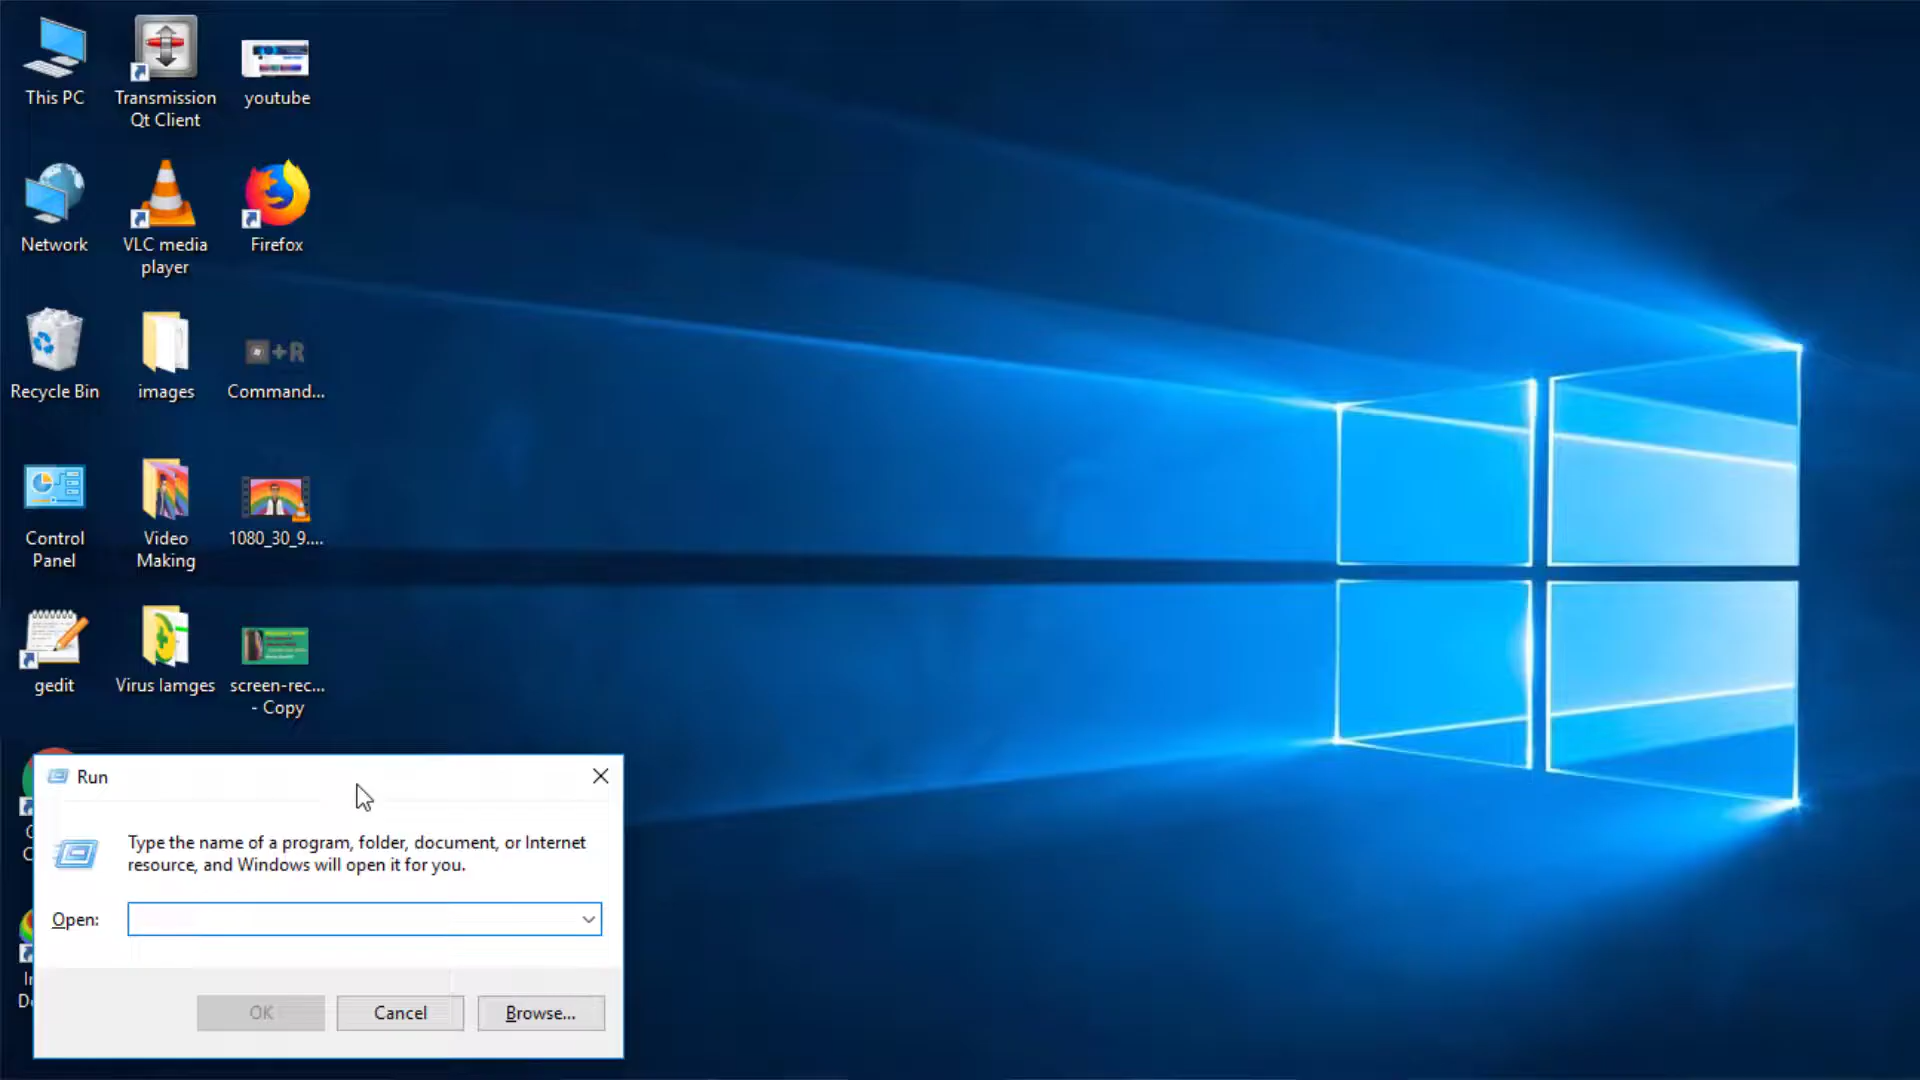 This PC
Transmission
Qt Client
youtube
Network
VLC media
player
Firefox
Recycle Bin
images
+R
Command...
Control
Panel
Video
Making
1080_30_9....
gedit
Virus Iamges
screen-rec...
- Copy
Run
Type the name of a program, folder, document, or Internet
resource, and Windows will open it for you.
Open:
OK
Cancel
Browse...